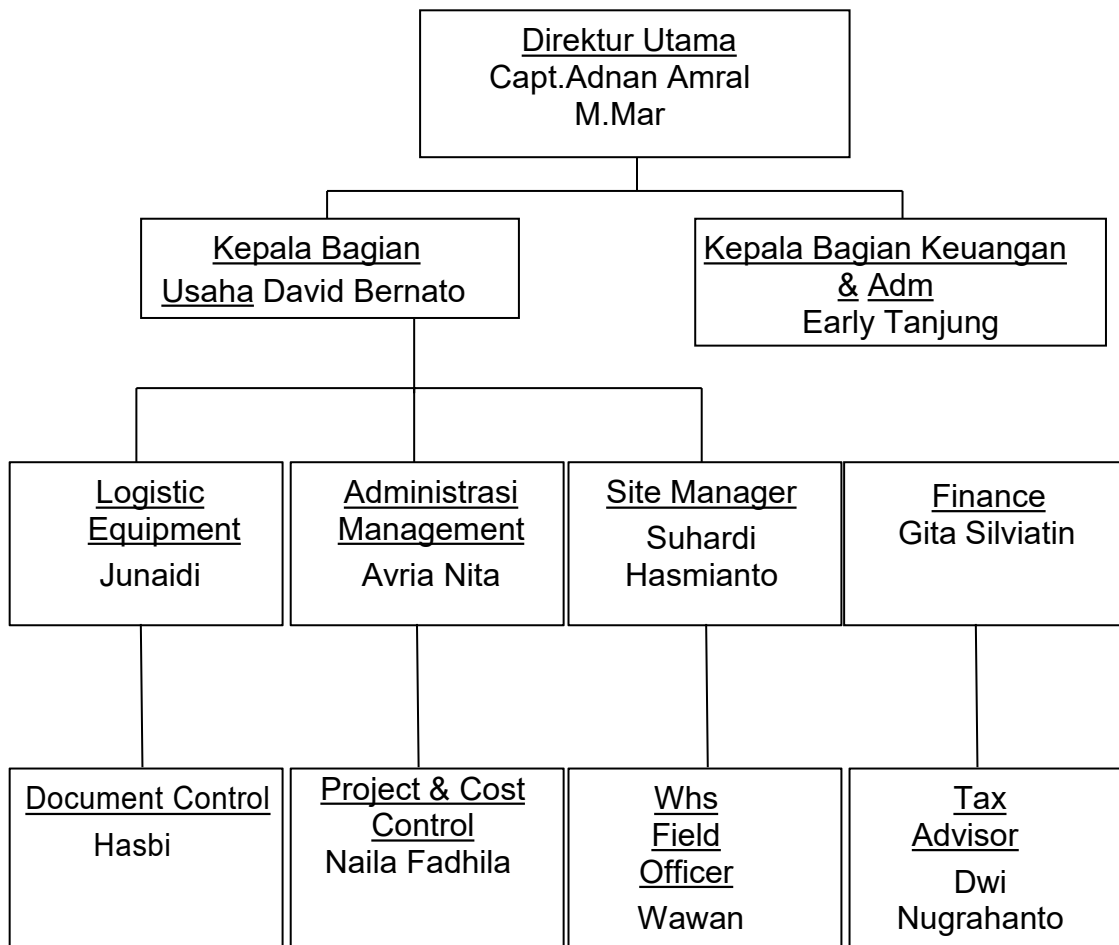 Direktur Utama
Capt.Adnan Amral
M.Mar
Kepala Bagian
Usaha David Bernato
Kepala Bagian Keuangan
& Adm
Early Tanjung
Logistic
Equipment
Junaidi
Administrasi
Management
Avria Nita
Site Manager
Suhardi
Hasmianto
Finance
Gita Silviatin
Document Control
Hasbi
Project & Cost
Control
Naila Fadhila
Whs
Field
Officer
Wawan
Tax
Advisor
Dwi
Nugrahanto